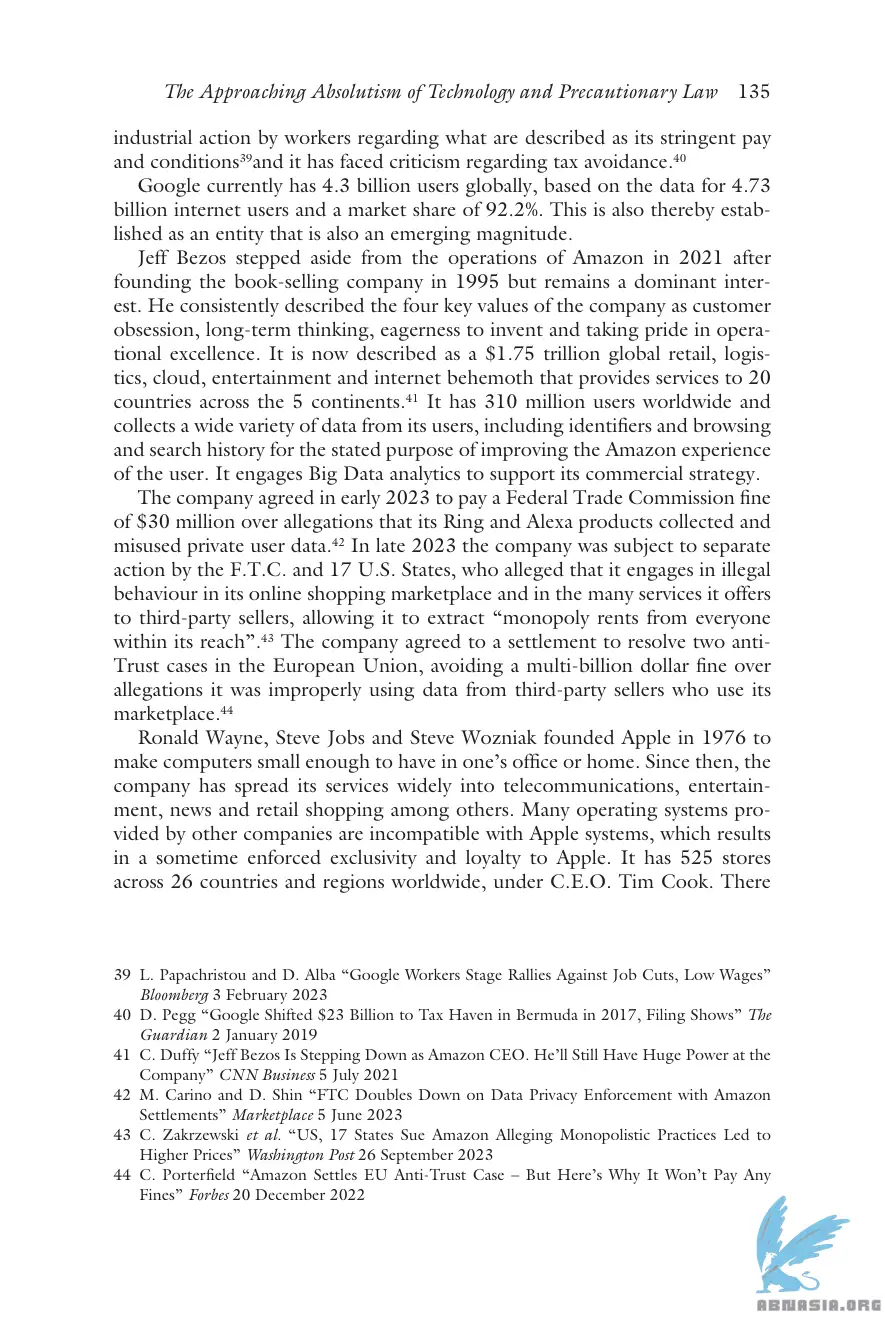 The Approaching Absolutism of Technology and Precautionary Law 135
industrial action by workers regarding what are described as its stringent pay
and conditions³⁹and it has faced criticism regarding tax avoidance.⁴⁰
Google currently has 4.3 billion users globally, based on the data for 4.73
billion internet users and a market share of 92.2%. This is also thereby estab-
lished as an entity that is also an emerging magnitude.
Jeff Bezos stepped aside from the operations of Amazon in 2021 after
founding the book-selling company in 1995 but remains a dominant inter-
est. He consistently described the four key values of the company as customer
obsession, long-term thinking, eagerness to invent and taking pride in opera-
tional excellence. It is now described as a $1.75 trillion global retail, logis-
tics, cloud, entertainment and internet behemoth that provides services to 20
countries across the 5 continents.⁴¹ It has 310 million users worldwide and
collects a wide variety of data from its users, including identifiers and browsing
and search history for the stated purpose of improving the Amazon experience
of the user. It engages Big Data analytics to support its commercial strategy.
The company agreed in early 2023 to pay a Federal Trade Commission fine
of $30 million over allegations that its Ring and Alexa products collected and
misused private user data.⁴² In late 2023 the company was subject to separate
action by the F.T.C. and 17 U.S. States, who alleged that it engages in illegal
behaviour in its online shopping marketplace and in the many services it offers
to third-party sellers, allowing it to extract “monopoly rents from everyone
within its reach”.⁴³ The company agreed to a settlement to resolve two anti-
Trust cases in the European Union, avoiding a multi-billion dollar fine over
allegations it was improperly using data from third-party sellers who use its
marketplace.⁴⁴
Ronald Wayne, Steve Jobs and Steve Wozniak founded Apple in 1976 to
make computers small enough to have in one’s office or home. Since then, the
company has spread its services widely into telecommunications, entertain-
ment, news and retail shopping among others. Many operating systems pro-
vided by other companies are incompatible with Apple systems, which results
in a sometime enforced exclusivity and loyalty to Apple. It has 525 stores
across 26 countries and regions worldwide, under C.E.O. Tim Cook. There
39 L. Papachristou and D. Alba “Google Workers Stage Rallies Against Job Cuts, Low Wages”
Bloomberg 3 February 2023
40 D. Pegg “Google Shifted $23 Billion to Tax Haven in Bermuda in 2017, Filing Shows” The
Guardian 2 January 2019
41 C. Duffy “Jeff Bezos Is Stepping Down as Amazon CEO. He’ll Still Have Huge Power at the
Company” CNN Business 5 July 2021
42 M. Carino and D. Shin “FTC Doubles Down on Data Privacy Enforcement with Amazon
Settlements” Marketplace 5 June 2023
43 C. Zakrzewski et al. “US, 17 States Sue Amazon Alleging Monopolistic Practices Led to
Higher Prices” Washington Post 26 September 2023
44 C. Porterfield “Amazon Settles EU Anti-Trust Case – But Here’s Why It Won’t Pay Any
Fines” Forbes 20 December 2022
ABNASIA.ORG